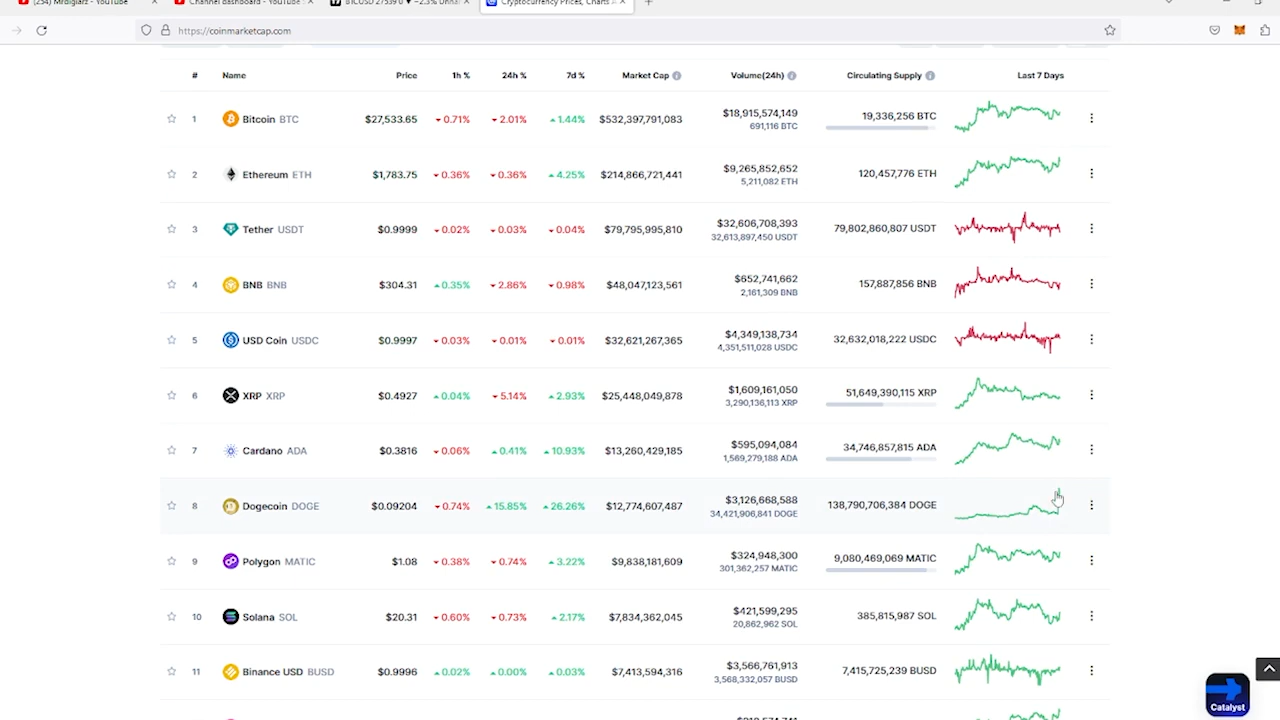 (254) Mrdigiarz - YouTube
Channel dashboard - YouTube
BTCUSD 27539.0 ▼ −2.3%
Cryptocurrency Prices, Charts
https://coinmarketcap.com
# Name Price 1h % 24h % 7d % Market Cap Volume(24h) Circulating Supply Last 7 Days
1 Bitcoin BTC $27,533.65 0.71% 2.01% 1.44% $532,397,791,083 $18,915,574,149 19,336,256 BTC
691,116 BTC
2 Ethereum ETH $1,783.75 0.36% 0.36% 4.25% $214,866,721,441 $9,265,852,652 120,457,776 ETH
5,211,082 ETH
3 Tether USDT $0.9999 0.02% 0.03% 0.04% $79,795,995,810 $32,606,708,393 79,802,860,807 USDT
32,613,897,450 USDT
4 BNB BNB $304.31 0.35% 2.86% 0.98% $48,047,123,561 $652,741,662 157,887,856 BNB
2,161,309 BNB
5 USD Coin USDC $0.9997 0.03% 0.01% 0.01% $32,621,267,365 $4,349,138,734 32,632,018,222 USDC
4,351,511,028 USDC
6 XRP XRP $0.4927 0.04% 5.14% 2.93% $25,448,049,878 $1,609,161,050 51,649,390,115 XRP
3,290,136,113 XRP
7 Cardano ADA $0.3816 0.06% 0.41% 10.93% $13,260,429,185 $595,094,084 34,746,857,815 ADA
1,569,279,188 ADA
8 Dogecoin DOGE $0.09204 0.74% 15.85% 26.26% $12,774,607,487 $3,126,668,588 138,790,706,384 DOGE
34,421,906,841 DOGE
9 Polygon MATIC $1.08 0.38% 0.74% 3.22% $9,838,181,609 $324,948,300 9,080,469,069 MATIC
301,362,257 MATIC
10 Solana SOL $20.31 0.60% 0.73% 2.17% $7,834,362,045 $421,599,295 385,815,987 SOL
20,862,962 SOL
11 Binance USD BUSD $0.9996 0.02% 0.00% 0.03% $7,413,594,316 $3,566,761,913 7,415,725,239 BUSD
3,568,332,057 BUSD
Catalyst